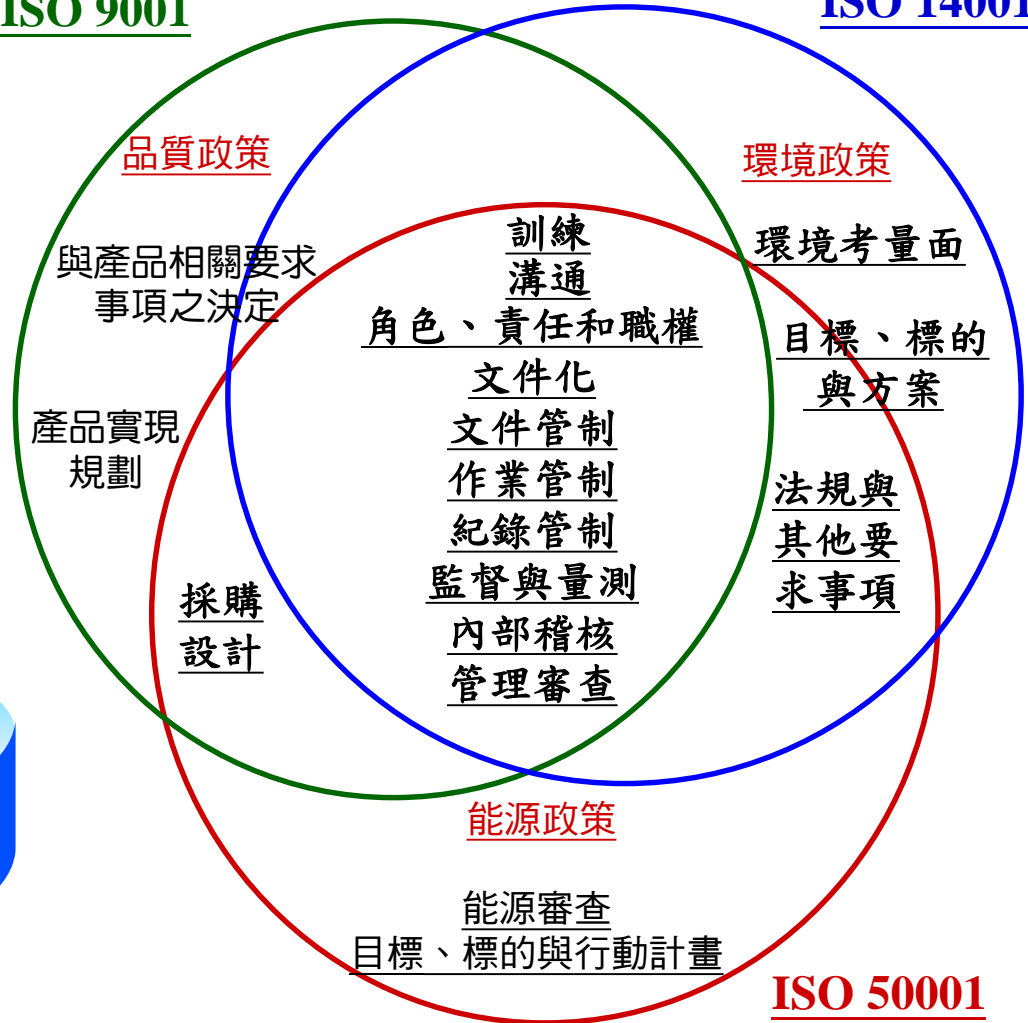 ISO 9001
ISO 14001
品質政策
環境政策
與產品相關要求
事項之決定
產品實現
規劃
訓練
溝通
角色、責任和職權
文件化
文件管制
作業管制
紀錄管制
監督與量測
內部稽核
管理審查
環境考量面
目標、標的
與方案
法規與
其他要
求事項
採購
設計
能源政策
能源審查
目標、標的與行動計畫
ISO 50001